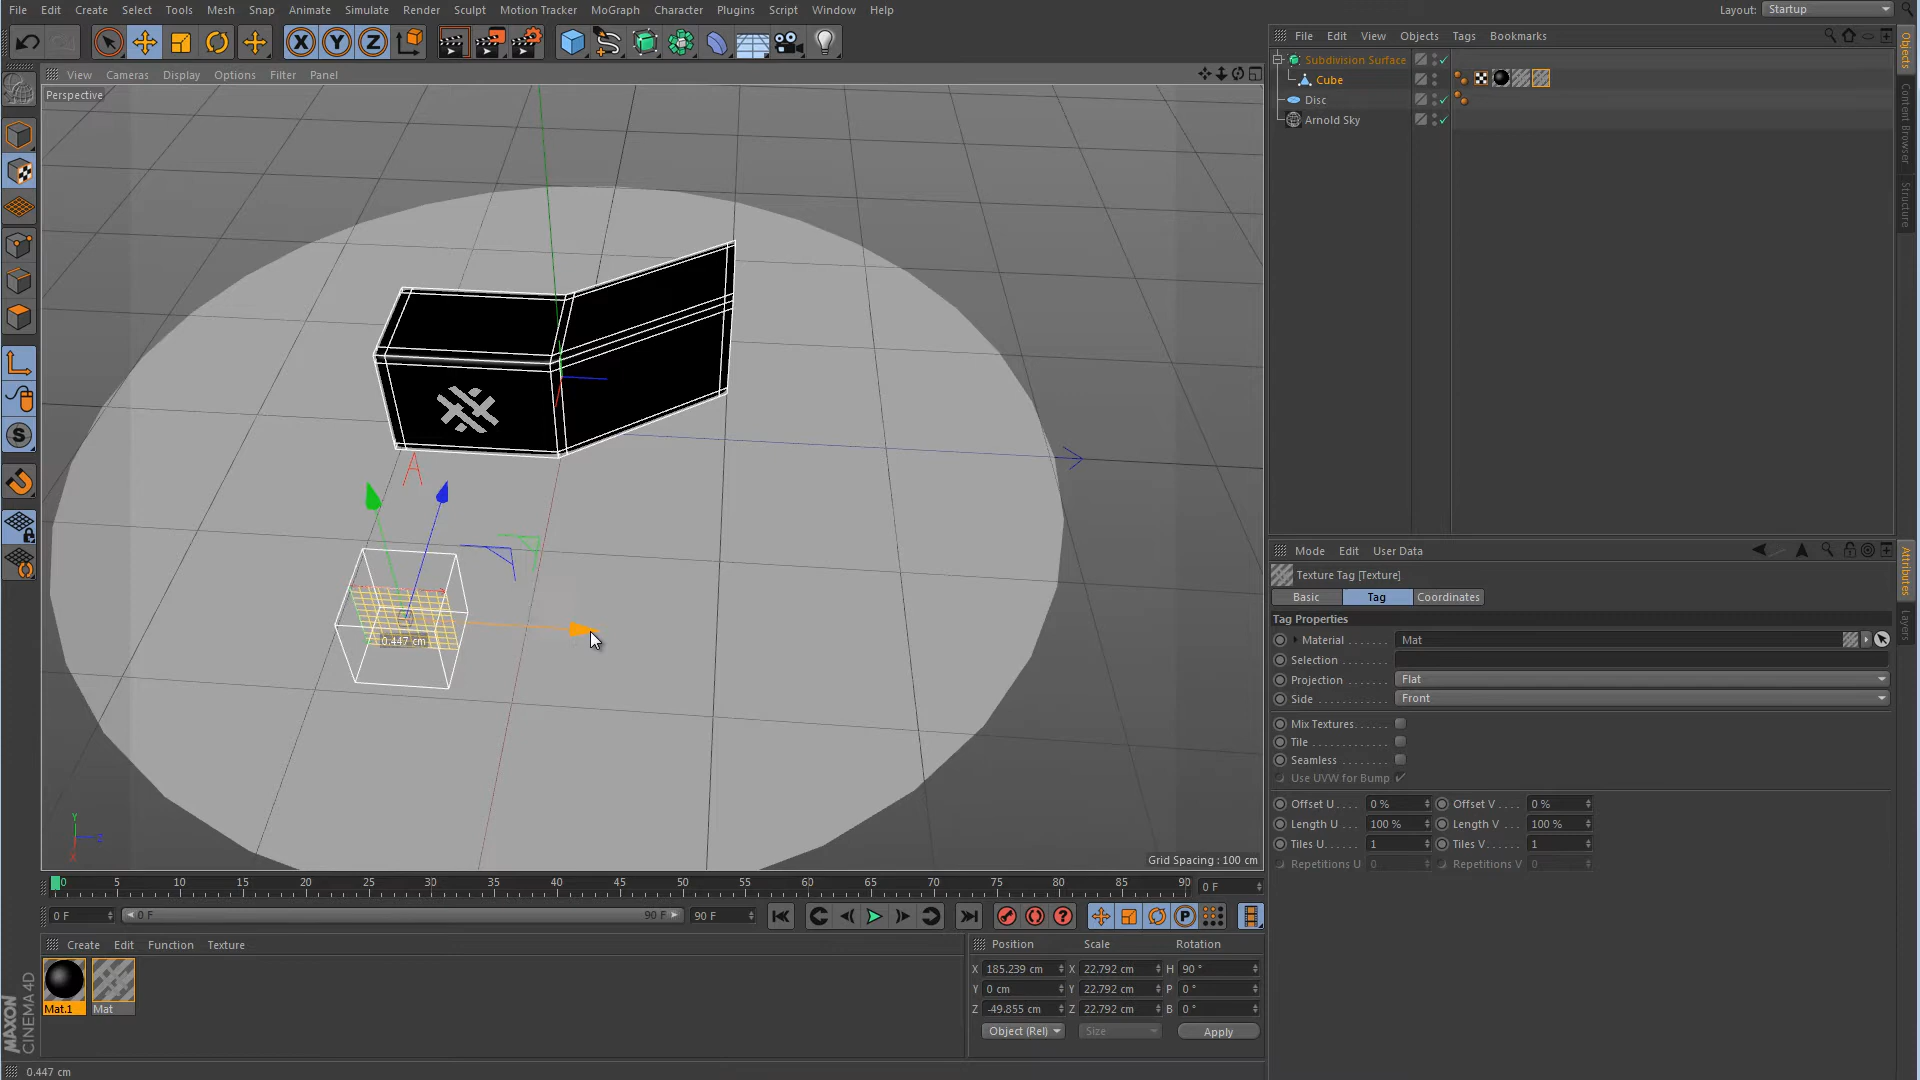 File Edit Create Select Tools Mesh Snap Animate Simulate Render Sculpt Motion Tracker MoGraph Character Plugins Script Window Help Layout: Startup
File Edit View Objects Tags Bookmarks
View Cameras Display Options Filter Panel
Perspective
Subdivision Surface
Cube
Disc
Arnold Sky
Objects
Content Browser
Structure
0.447 cm
Grid Spacing : 100 cm
Mode Edit User Data
Texture Tag [Texture]
Basic Tag Coordinates
Tag Properties
Material Mat
Selection
Projection Flat
Side Front
Mix Textures
Tile
Seamless
Use UVW for Bump
Offset U 0 % Offset V 0 %
Length U 100 % Length V 100 %
Tiles U 1 Tiles V 1
Repetitions U 0 Repetitions V 0
Attributes
Layers
0 5 10 15 20 25 30 35 40 45 50 55 60 65 70 75 80 85 90 0 F
0 F 0 F 90 F 90 F
Create Edit Function Texture
Mat.1 Mat
Position Scale Rotation
X 185.239 cm X 22.792 cm H 90 °
Y 0 cm Y 22.792 cm P 0 °
Z -49.855 cm Z 22.792 cm B 0 °
Object (Rel) Size Apply
MAXON
CINEMA 4D
0.447 cm
X Y Z
S
P
Y
Z
X